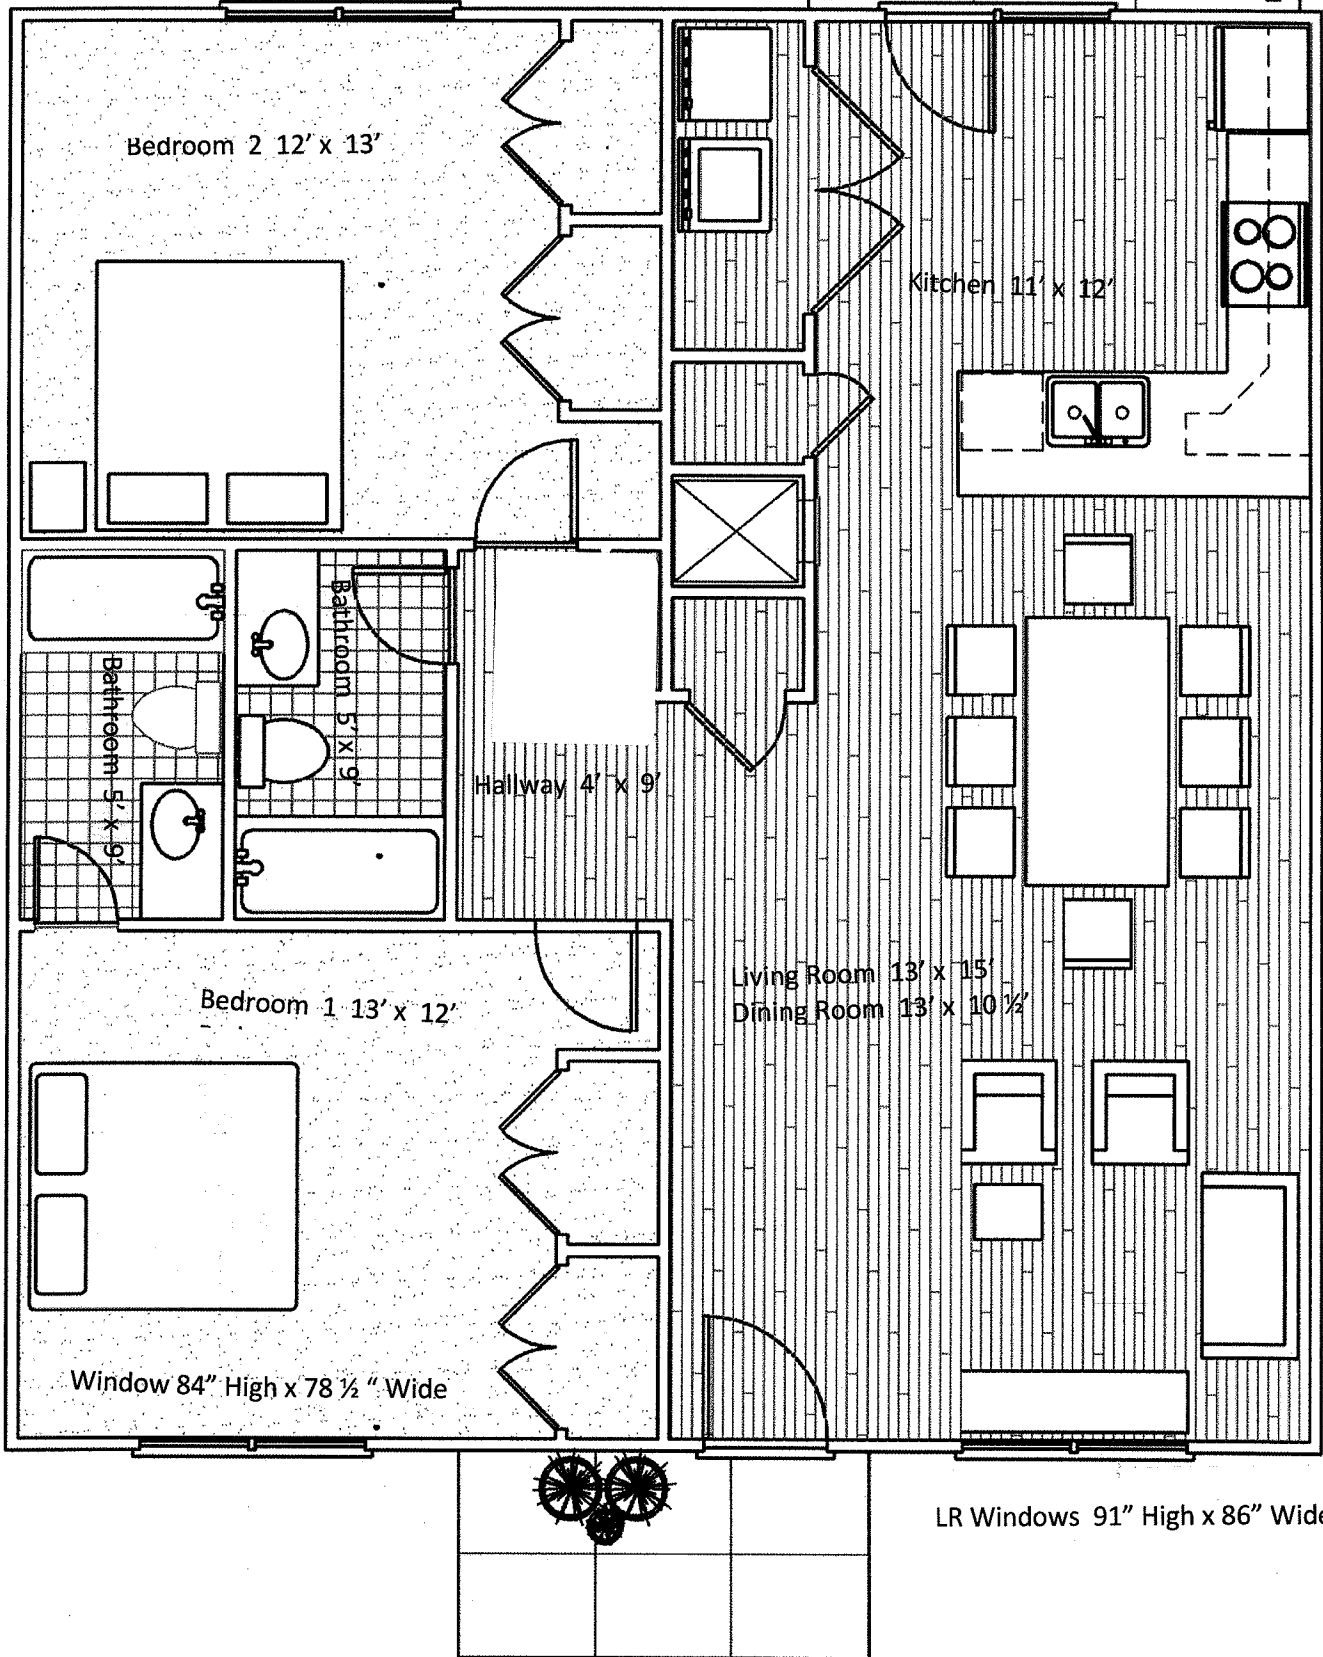 Bedroom 2 12’ x 13’
Kitchen 11’ x 12’
Bathroom 5’ x 9’
Bathroom 5’ x 9’
Hallway 4’ x 9’
Living Room 13’ x 15’
Dining Room 13’ x 10 ½’
Bedroom 1 13’ x 12’
Window 84” High x 78 ½ “ Wide
LR Windows 91” High x 86” Wide